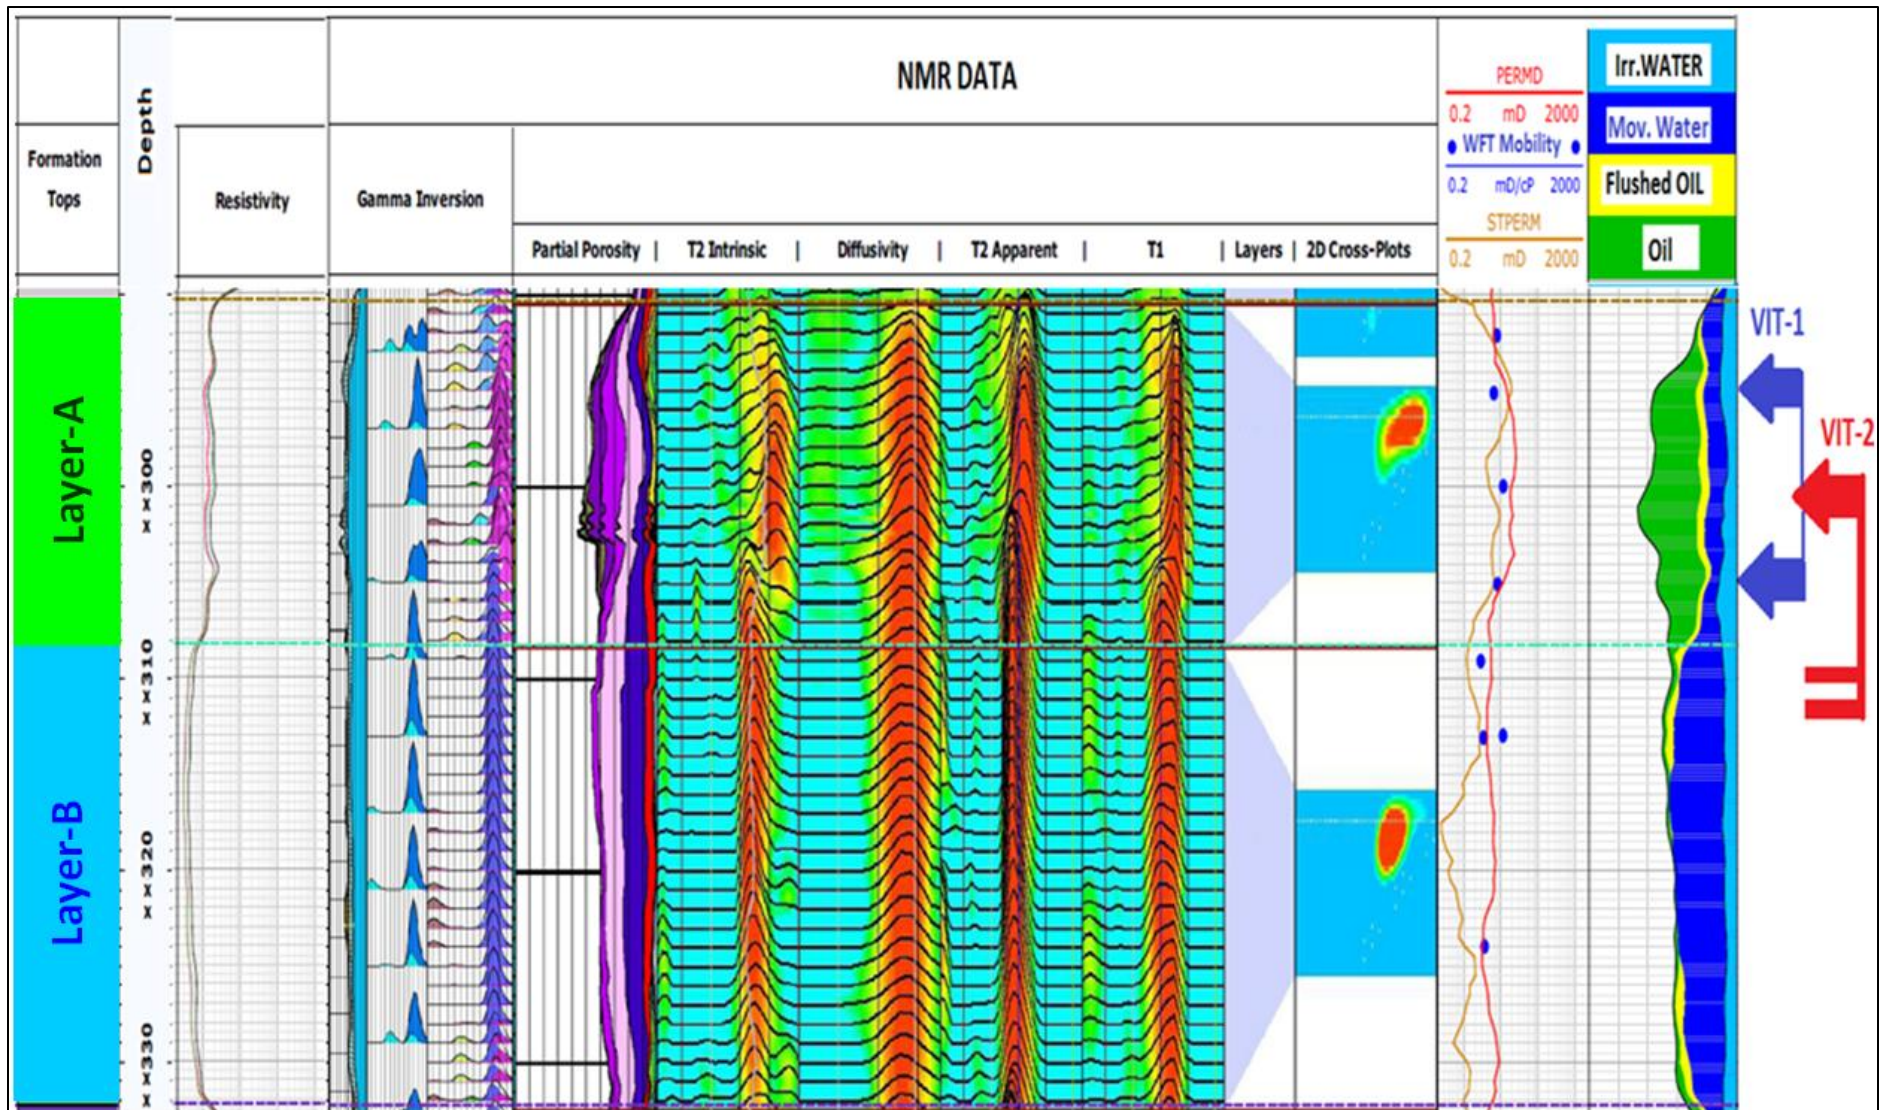 NMR DATA
Formation
Tops
Depth
Resistivity
Gamma Inversion
Partial Porosity | T2 Intrinsic | Diffusivity | T2 Apparent | T1 | Layers | 2D Cross-Plots
PERMD
0.2 mD 2000
WFT Mobility
0.2 mD/cP 2000
STPERM
0.2 mD 2000
Irr.WATER
Mov. Water
Flushed OIL
Oil
Layer-A
Layer-B
X X300
X X310
X X320
X X330
VIT-1
VIT-2